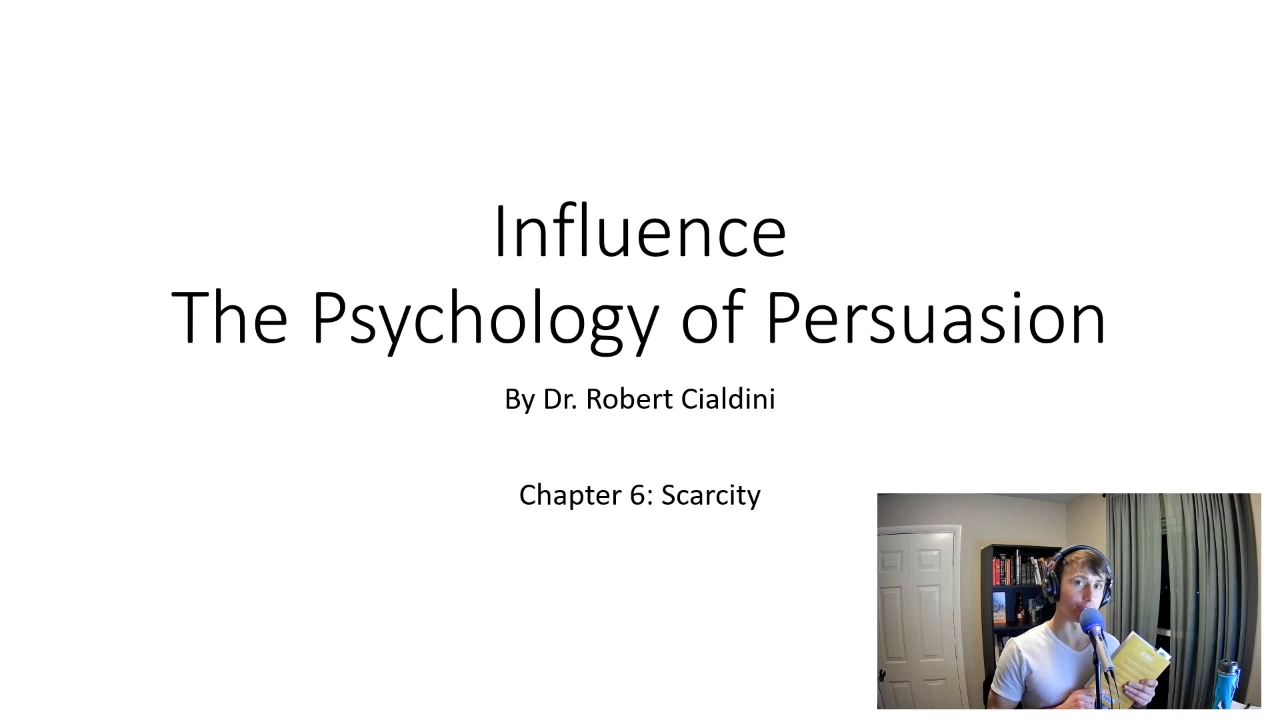 Influence
The Psychology of Persuasion
By Dr. Robert Cialdini
Chapter 6: Scarcity